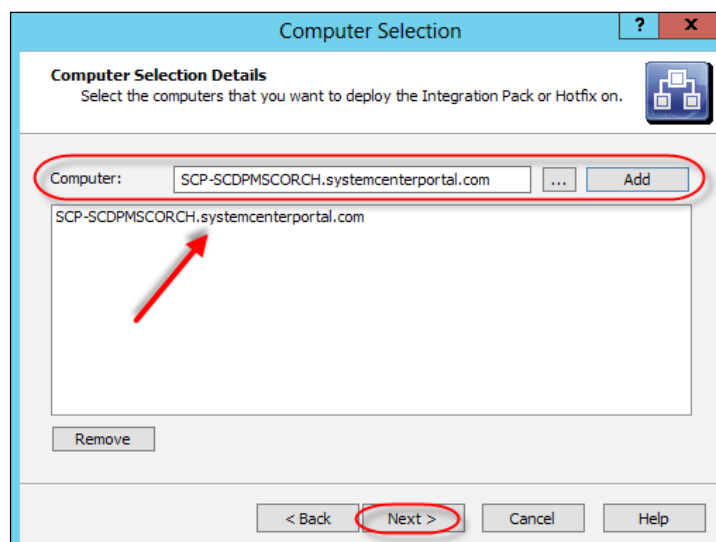 Computer Selection
? x
Computer Selection Details
Select the computers that you want to deploy the Integration Pack or Hotfix on.
Computer: SCP-SCDPMSCORCH.systemcenterportal.com ... Add
SCP-SCDPMSCORCH.systemcenterportal.com
Remove
< Back Next > Cancel Help